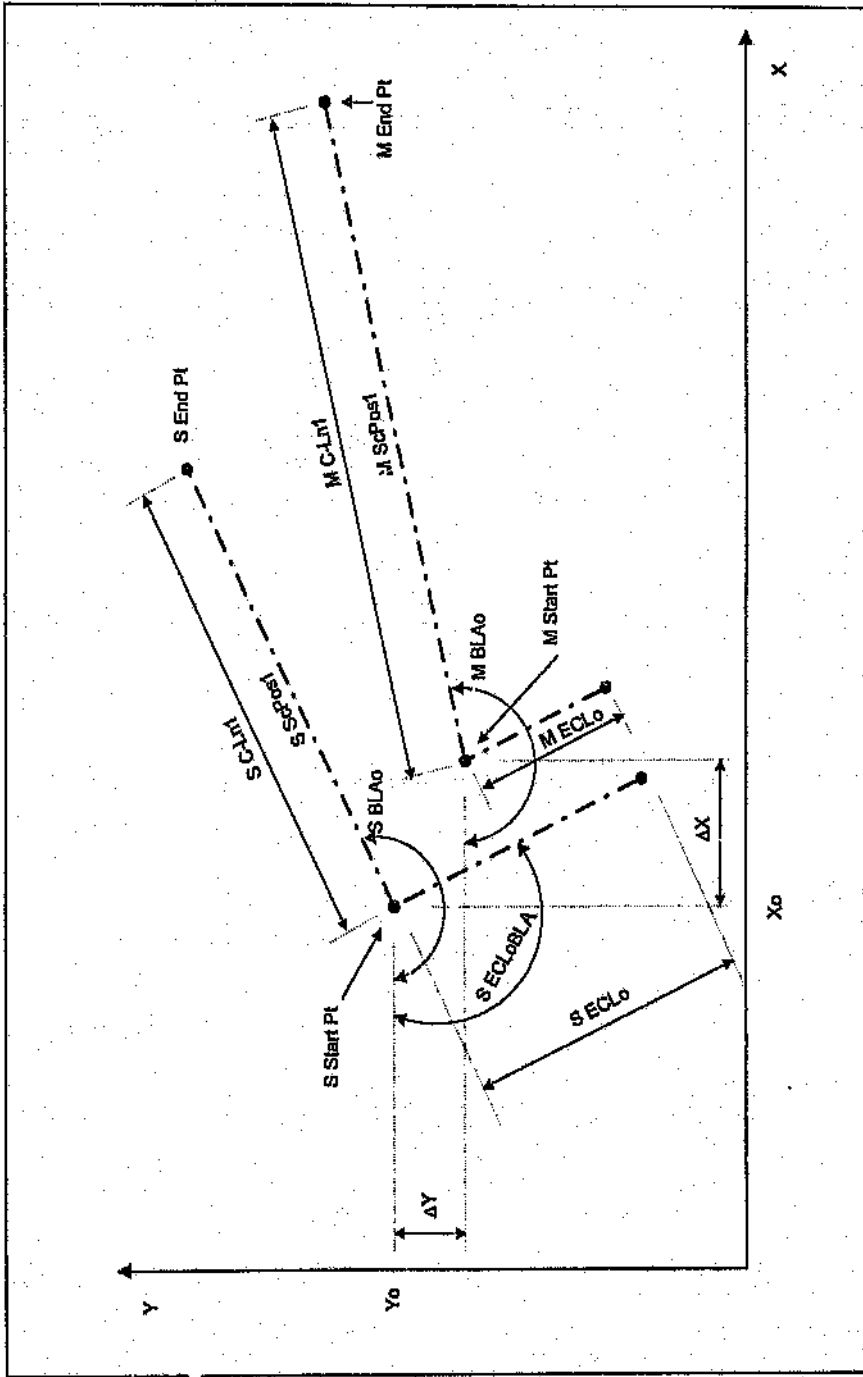 Y
Yo
ΔY
S Start Pt
S C-Ln1
S ScPos1
S BLAo
S End Pt
S ECLoBLA
S ECLo
M C-Ln1
M ScPos1
M BLAo
M Start Pt
M ECLo
M End Pt
ΔX
Xo
X